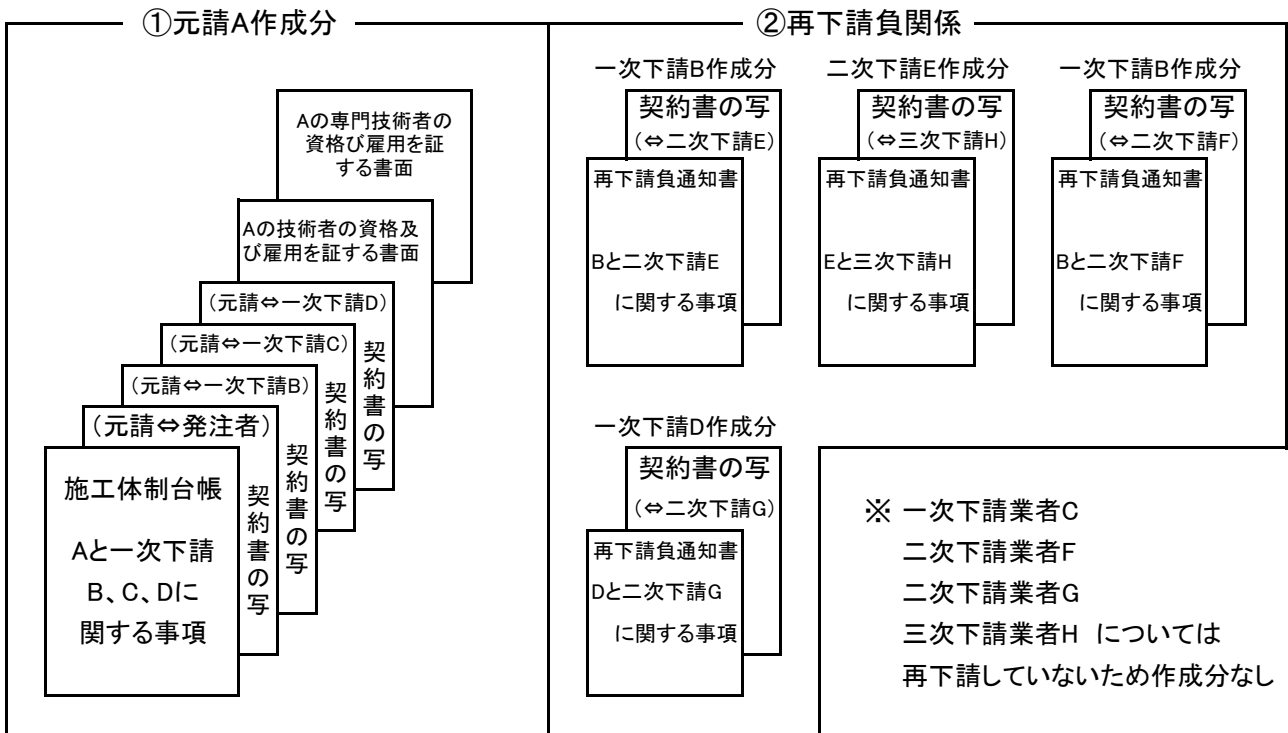 ①元請A作成分
Aの専門技術者の
資格び雇用を証
する書面
Aの技術者の資格及
び雇用を証する書面
(元請⇔一次下請D)
契約書の写
(元請⇔一次下請C)
契約書の写
(元請⇔一次下請B)
契約書の写
(元請⇔発注者)
契約書の写
施工体制台帳
Aと一次下請
B、C、Dに
関する事項
②再下請負関係
一次下請B作成分
契約書の写
(⇔二次下請E)
再下請負通知書
Bと二次下請E
に関する事項
二次下請E作成分
契約書の写
(⇔三次下請H)
再下請負通知書
Eと三次下請H
に関する事項
一次下請B作成分
契約書の写
(⇔二次下請F)
再下請負通知書
Bと二次下請F
に関する事項
一次下請D作成分
契約書の写
(⇔二次下請G)
再下請負通知書
Dと二次下請G
に関する事項
※ 一次下請業者C
二次下請業者F
二次下請業者G
三次下請業者H については
再下請していないため作成分なし